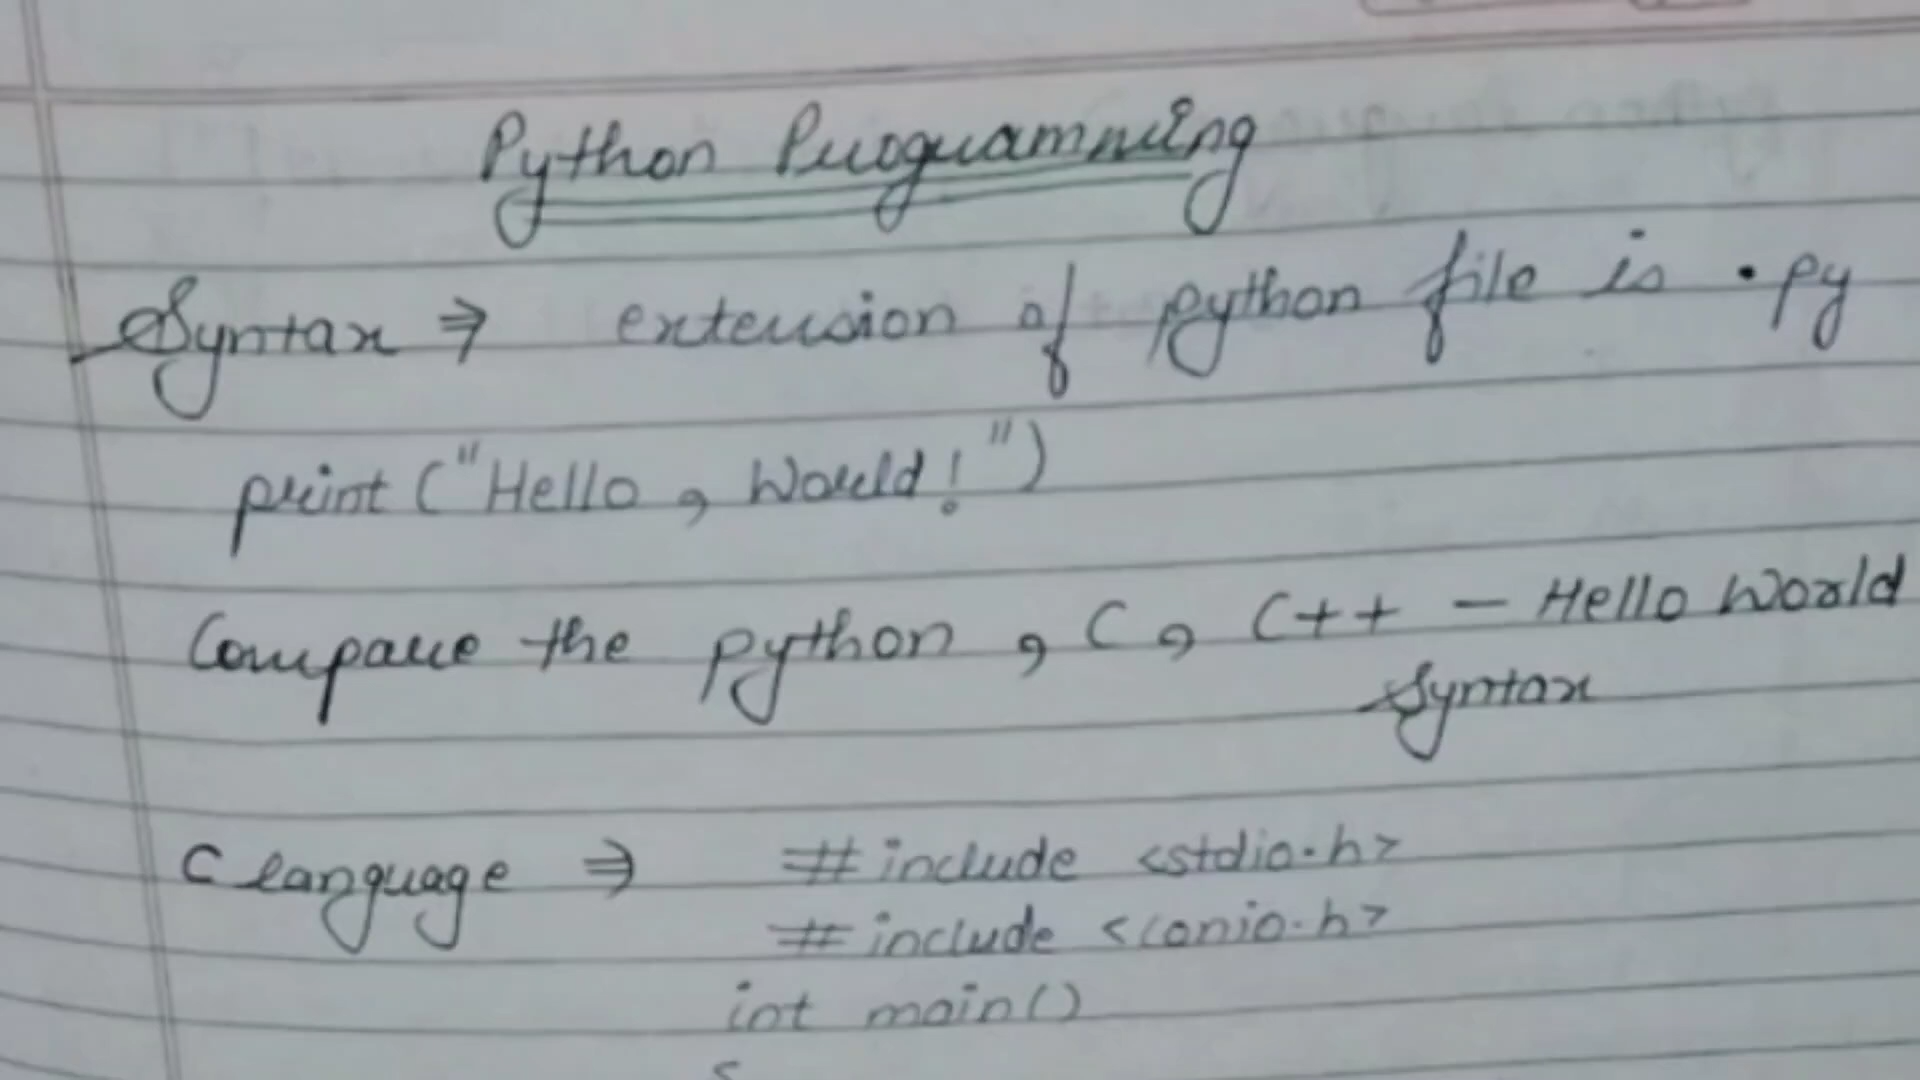 Python Programming
Syntax ⇒ extension of python file is .py
print ("Hello, World!")
Compare the python, C, C++ - Hello World
Syntax
C language ⇒ #include <stdio.h>
#include <conio.h>
int main()
{